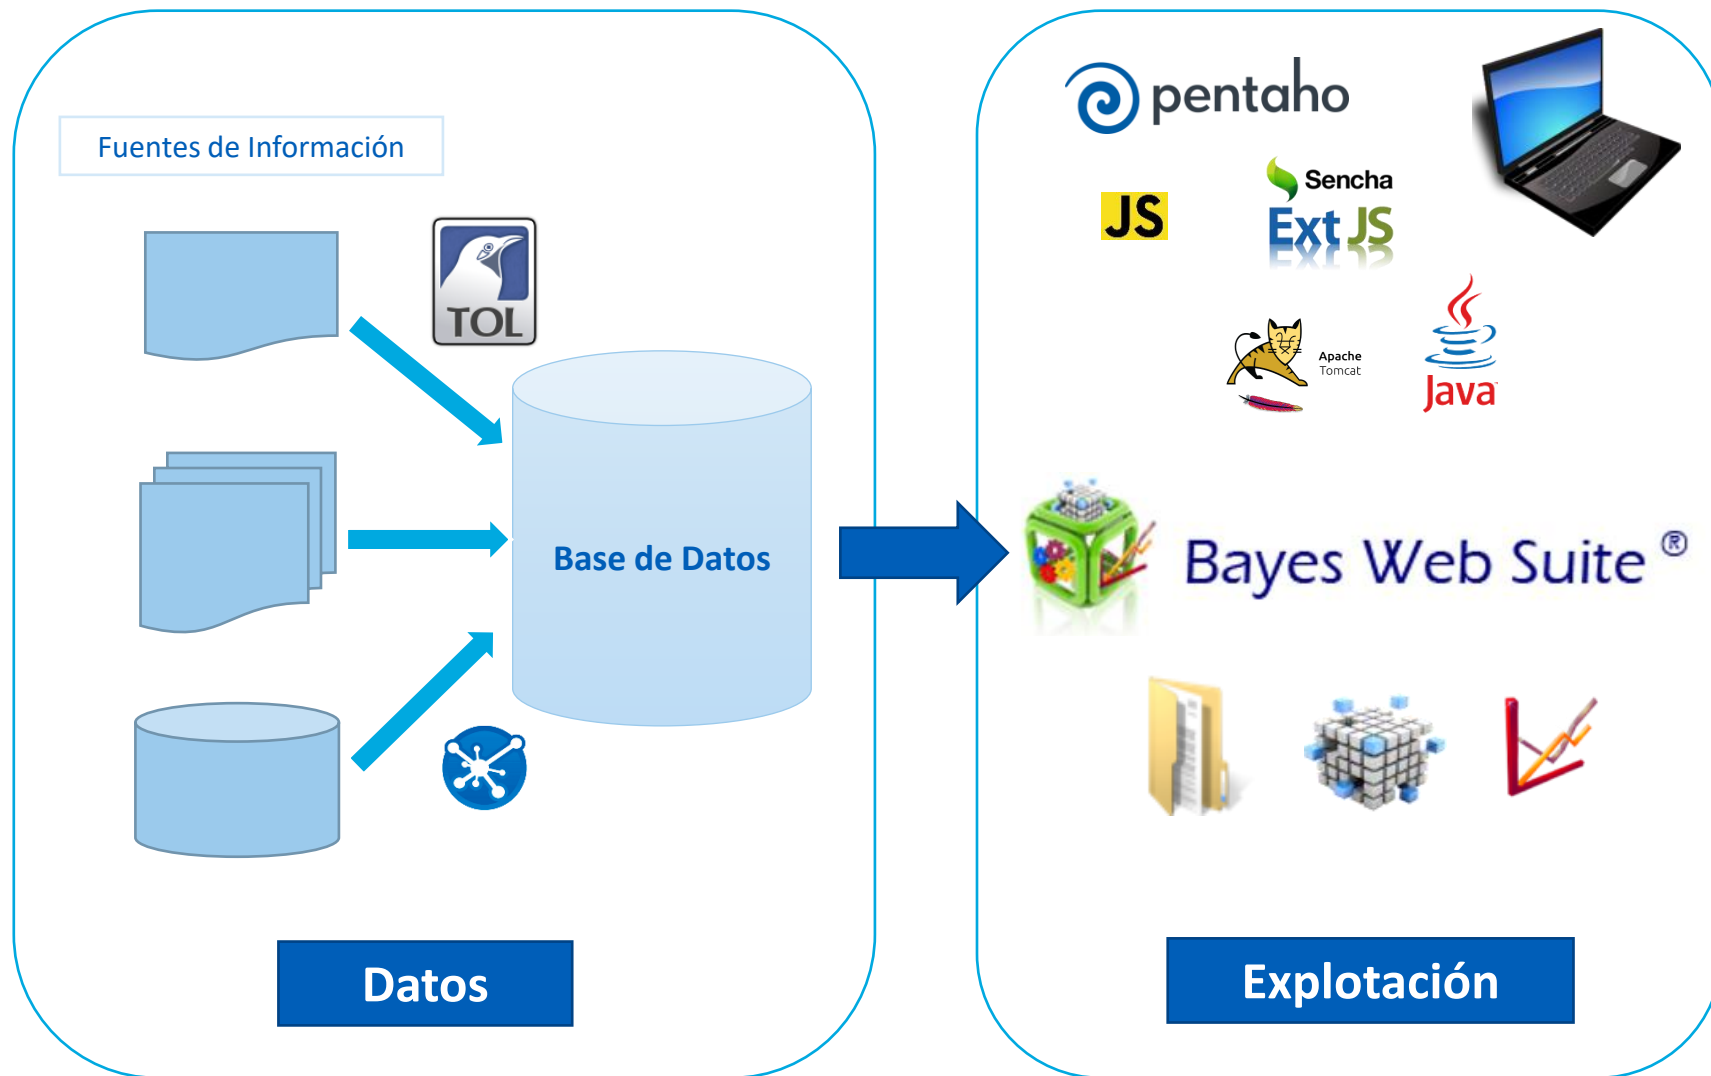 Fuentes de Información
TOL
Base de Datos
Datos
pentaho
JS
Sencha
Ext JS
Apache
Tomcat
Java
Bayes Web Suite ®
Explotación